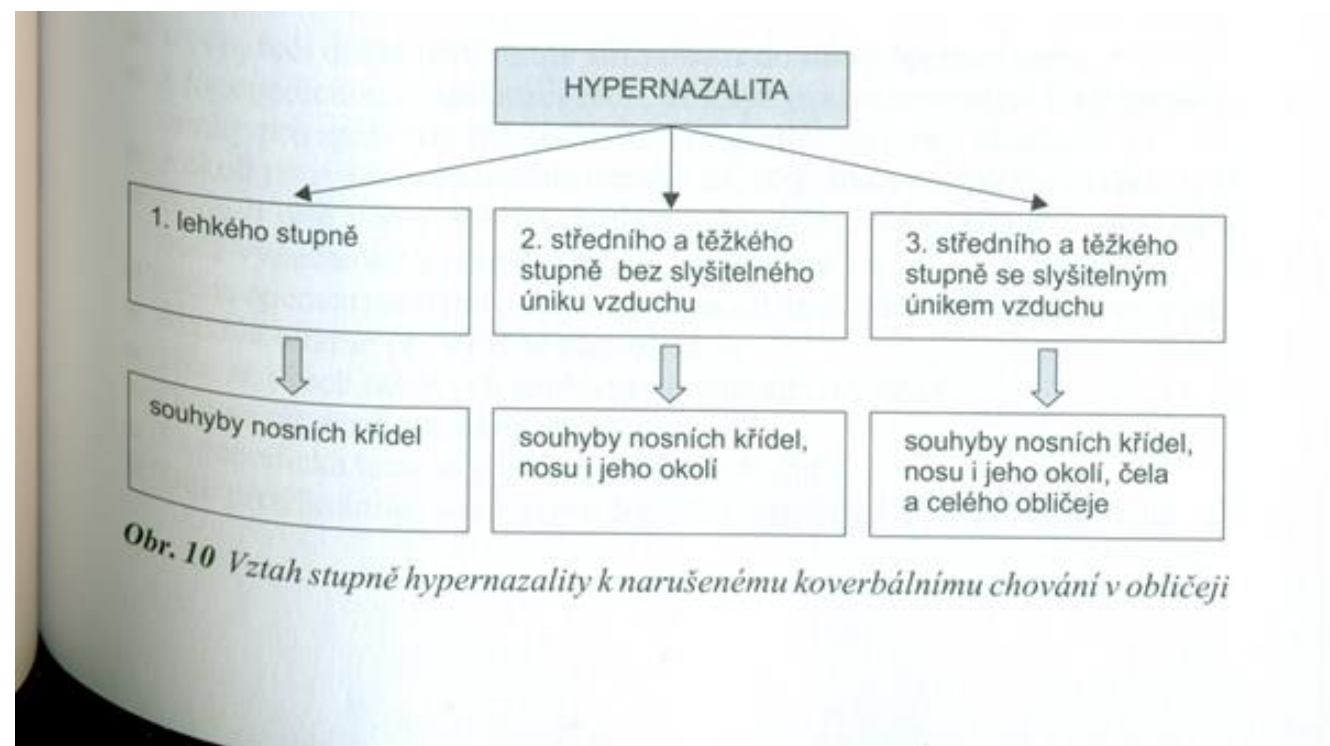 HYPERNAZALITA
1. lehkého stupně
2. středního a těžkého
stupně bez slyšitelného
úniku vzduchu
3. středního a těžkého
stupně se slyšitelným
únikem vzduchu
souhyby nosních křídel
souhyby nosních křídel,
nosu i jeho okolí
souhyby nosních křídel,
nosu i jeho okolí, čela
a celého obličeje
Obr. 10 Vztah stupně hypernazality k narušenému koverbálnímu chování v obličeji